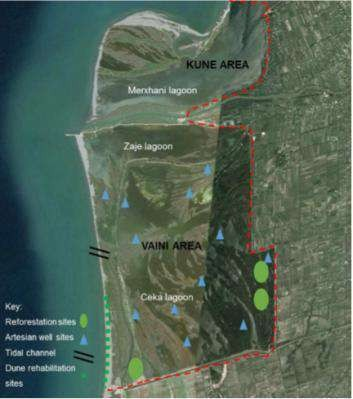 KUNE AREA
Merxhani lagoon
Zaje lagoon
VAINI AREA
Ceka lagoon
Key:
Reforestation sites
Artesian well sites
Tidal channel
Dune rehabilitation
sites